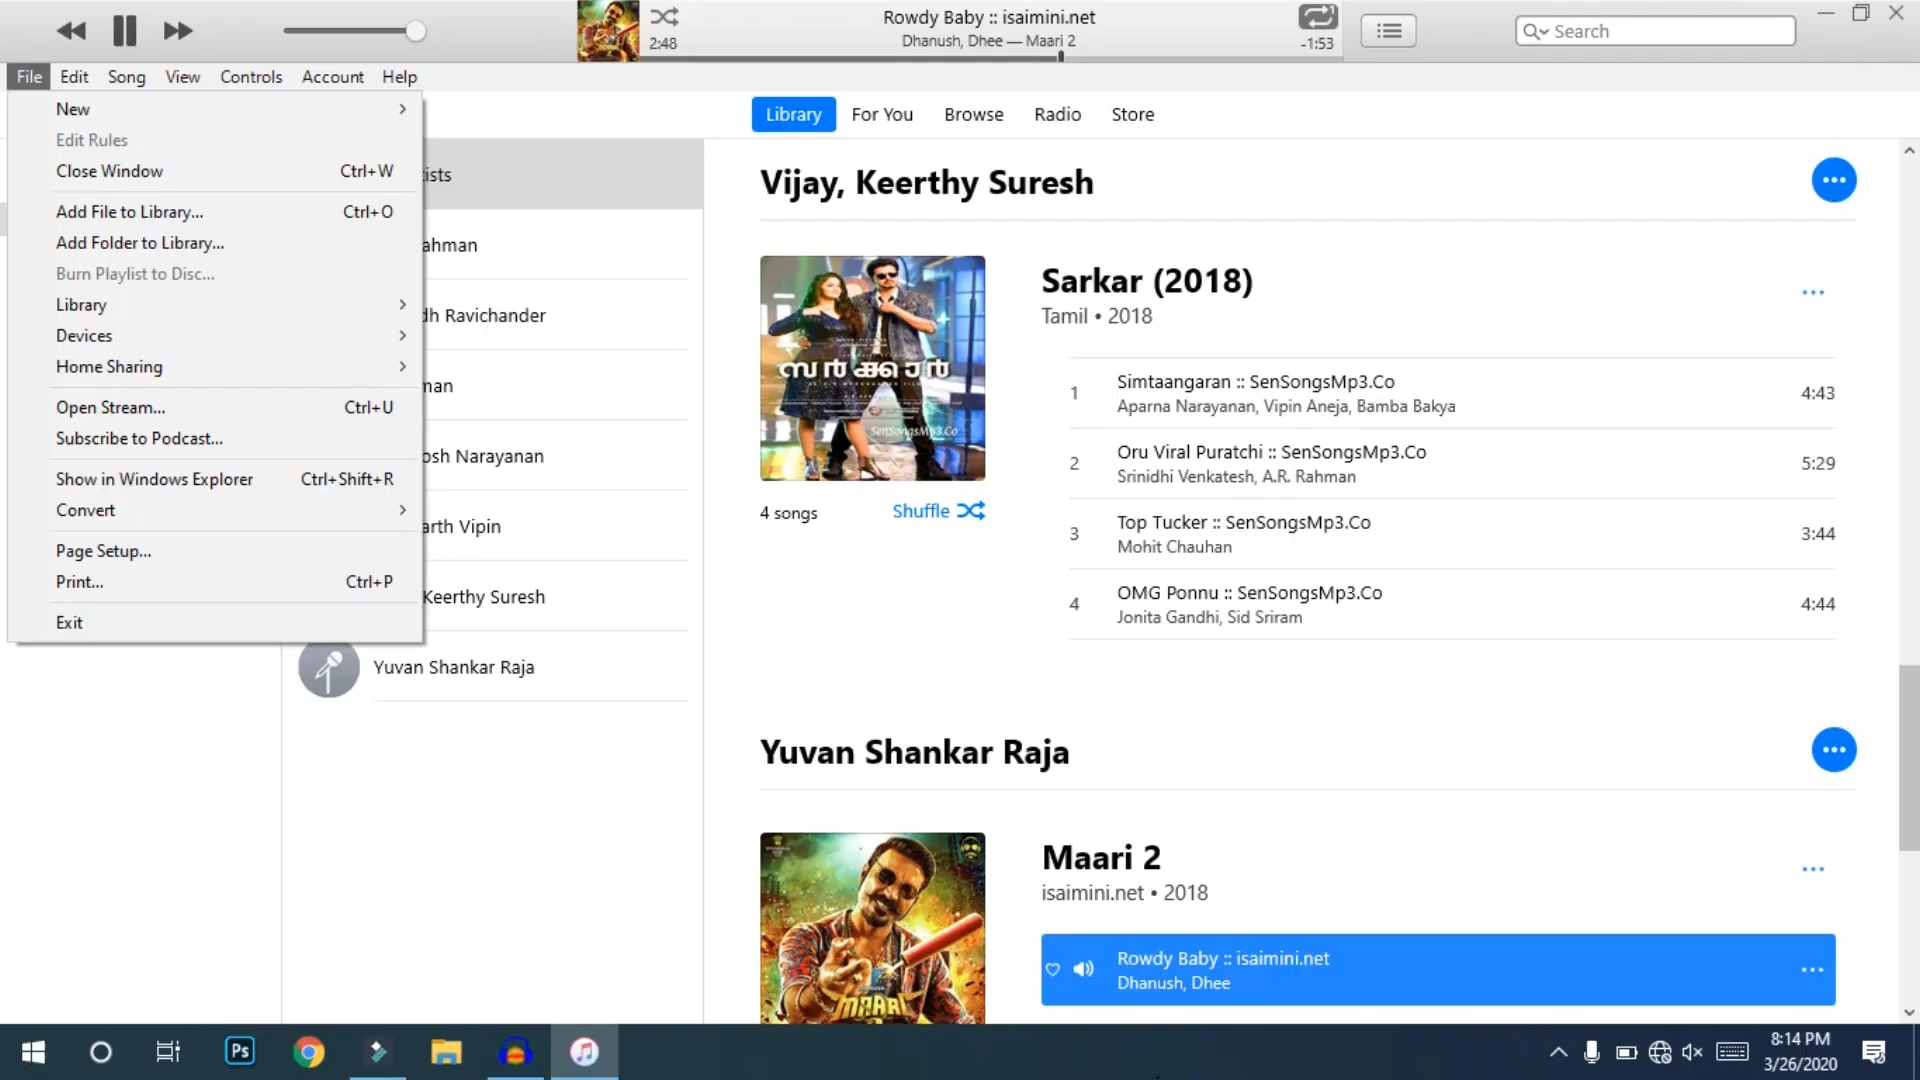 Rowdy Baby :: isaimini.net
2:48
Dhanush, Dhee — Maari 2
-1:53
Search
File Edit Song View Controls Account Help
New
Edit Rules
Close Window Ctrl+W
Add File to Library... Ctrl+O
Add Folder to Library...
Burn Playlist to Disc...
Library
Devices
Home Sharing
Open Stream... Ctrl+U
Subscribe to Podcast...
Show in Windows Explorer Ctrl+Shift+R
Convert
Page Setup...
Print... Ctrl+P
Exit
Library For You Browse Radio Store
ists
ahman
dh Ravichander
man
osh Narayanan
arth Vipin
Keerthy Suresh
Yuvan Shankar Raja
Vijay, Keerthy Suresh
Sarkar (2018)
Tamil • 2018
സർക്കാർ
SenSongsMp3.Co
4 songs
Shuffle
1 Simtaangaran :: SenSongsMp3.Co 4:43
Aparna Narayanan, Vipin Aneja, Bamba Bakya
2 Oru Viral Puratchi :: SenSongsMp3.Co 5:29
Srinidhi Venkatesh, A.R. Rahman
3 Top Tucker :: SenSongsMp3.Co 3:44
Mohit Chauhan
4 OMG Ponnu :: SenSongsMp3.Co 4:44
Jonita Gandhi, Sid Sriram
Yuvan Shankar Raja
Maari 2
isaimini.net • 2018
MAARI
Rowdy Baby :: isaimini.net
Dhanush, Dhee
Ps
8:14 PM
3/26/2020